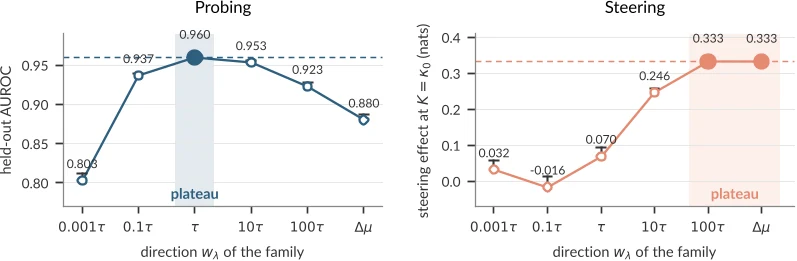 Probing
held-out AUROC
0.95
0.90
0.85
0.80
0.803
0.937
0.960
0.953
0.923
0.880
plateau
0.001τ
0.1τ
τ
10τ
100τ
Δμ
direction wλ of the family
Steering
steering effect at K = κ0 (nats)
0.4
0.3
0.2
0.1
0.0
0.032
-0.016
0.070
0.246
0.333
0.333
plateau
0.001τ
0.1τ
τ
10τ
100τ
Δμ
direction wλ of the family